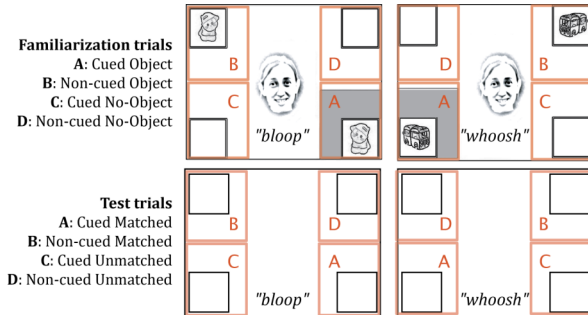 Familiarization trials
A: Cued Object
B: Non-cued Object
C: Cued No-Object
D: Non-cued No-Object
B
D
C
A
"bloop"
D
B
A
C
"whoosh"
Test trials
A: Cued Matched
B: Non-cued Matched
C: Cued Unmatched
D: Non-cued Unmatched
B
D
C
A
"bloop"
D
B
A
C
"whoosh"